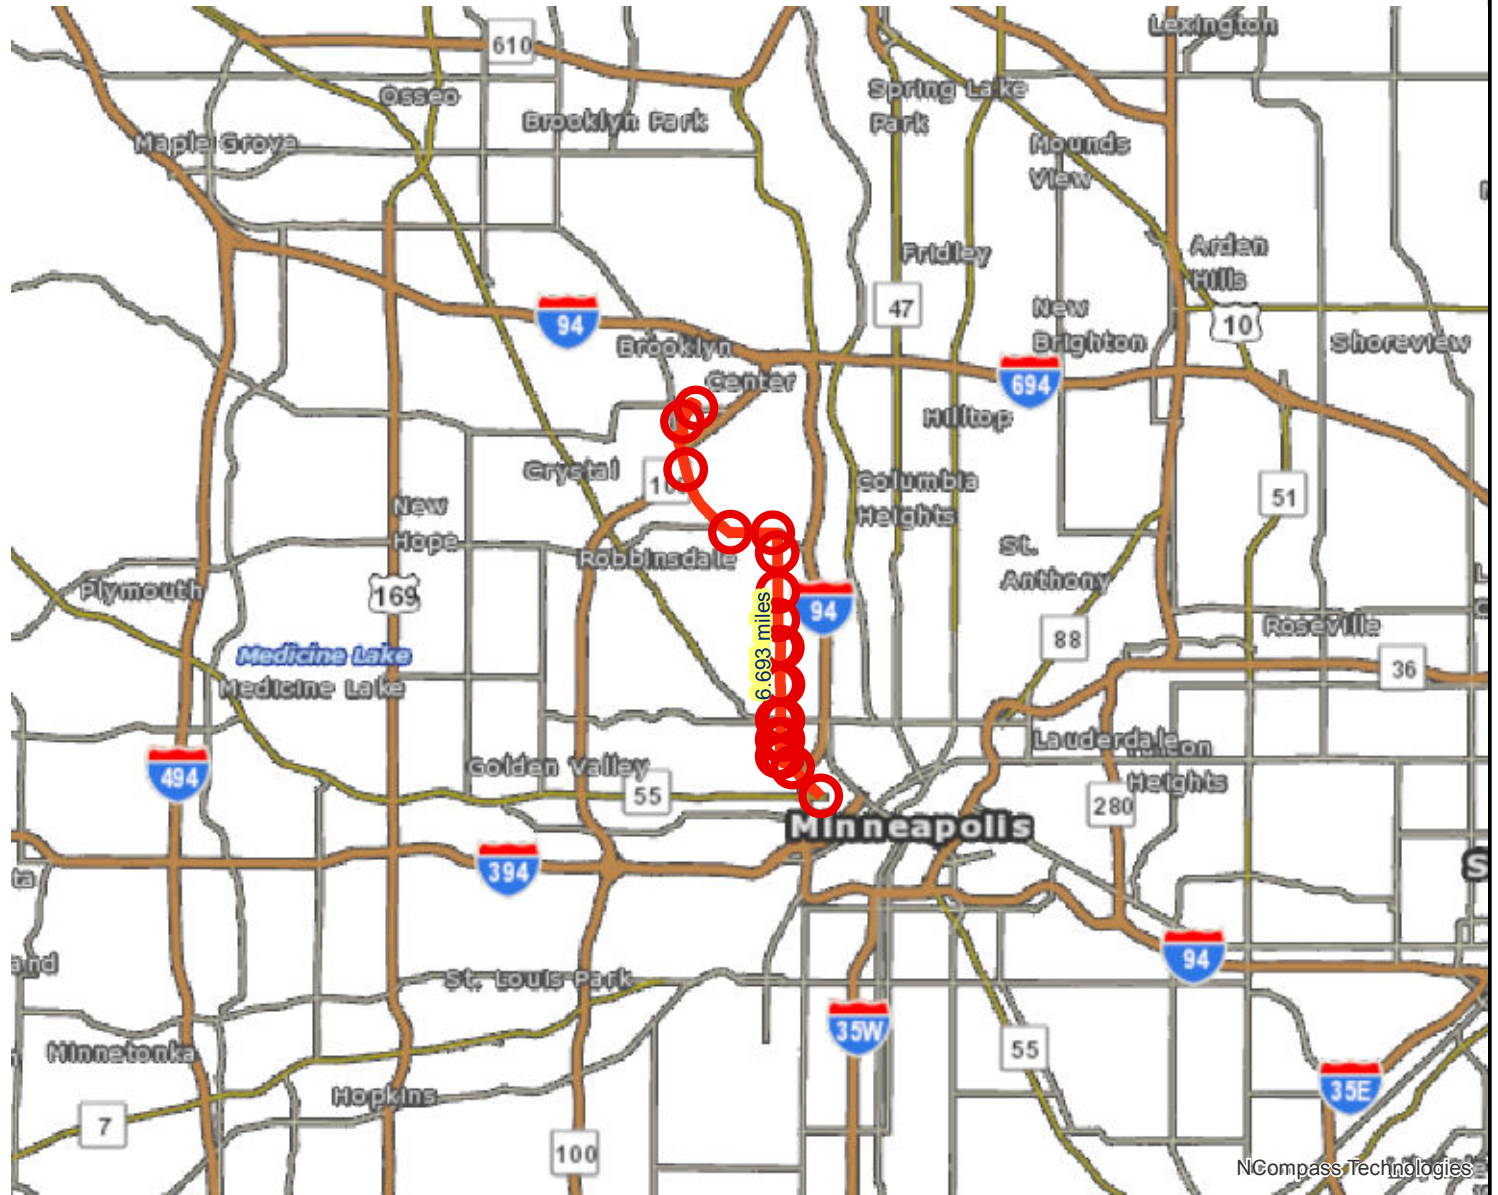 Lexington
610
Osseo
Spring Lake
Park
Brooklyn Park
Maple Grove
Mounds
View
Fridley
Arden
Hills
47
New
Brighton
94
10
Brooklyn
Center
Shoreview
694
Hilltop
Crystal
Columbia
Heights
51
New
Hope
St.
Anthony
Robbinsdale
Plymouth
169
94
6.693 miles
Roseville
88
Medicine Lake
Medicine Lake
36
Lauderdale
Heights
Golden Valley
494
55
280
Minneapolis
394
94
St. Louis Park
35W
55
Minnetonka
35E
Hopkins
7
100
NCompass Technologies